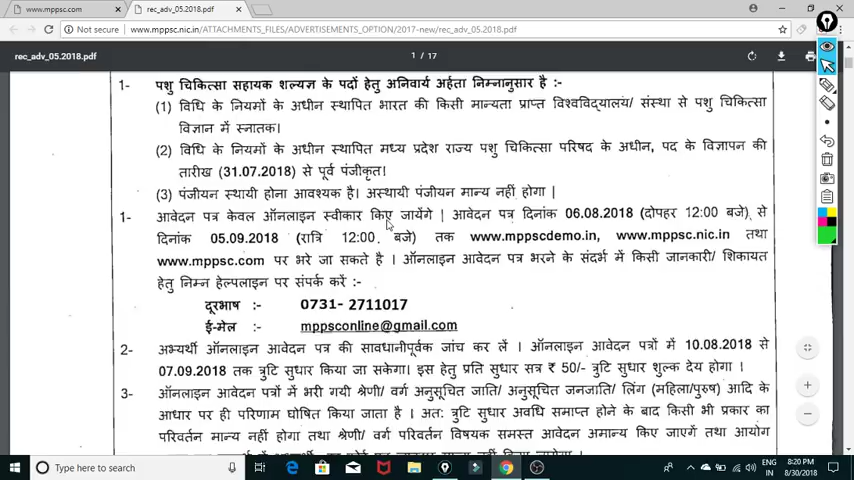 www.mppsc.com
rec_adv_05.2018.pdf
Not secure
www.mppsc.nic.in/ATTACHMENTS_FILES/ADVERTISEMENTS_OPTION/2017-new/rec_adv_05.2018.pdf
rec_adv_05.2018.pdf
1 / 17
1- पशु चिकित्सा सहायक शल्यज्ञ के पदों हेतु अनिवार्य अर्हता निम्नानुसार है :-
(1) विधि के नियमों के अधीन स्थापित भारत की किसी मान्यता प्राप्त विश्वविद्यालय/ संस्था से पशु चिकित्सा
विज्ञान में स्नातक।
(2) विधि के नियमों के अधीन स्थापित मध्य प्रदेश राज्य पशु चिकित्सा परिषद के अधीन, पद के विज्ञापन की
तारीख (31.07.2018) से पूर्व पंजीकृत!
(3) पंजीयन स्थायी होना आवश्यक है। अस्थायी पंजीयन मान्य नहीं होगा |
1- आवेदन पत्र केवल ऑनलाइन स्वीकार किए जायेंगे | आवेदन पत्र दिनांक 06.08.2018 (दोपहर 12:00 बजे) से
दिनांक 05.09.2018 (रात्रि 12:00 बजे) तक www.mppscdemo.in, www.mppsc.nic.in तथा
www.mppsc.com पर भरे जा सकते है । ऑनलाइन आवेदन पत्र भरने के संदर्भ में किसी जानकारी/ शिकायत
हेतु निम्न हेल्पलाइन पर संपर्क करें :-
दूरभाष :- 0731- 2711017
ई-मेल :- mppsconline@gmail.com
2- अभ्यर्थी ऑनलाइन आवेदन पत्र की सावधानीपूर्वक जांच कर लें । ऑनलाइन आवेदन पत्रों में 10.08.2018 से
07.09.2018 तक त्रुटि सुधार किया जा सकेगा। इस हेतु प्रति सुधार सत्र ₹ 50/- त्रुटि सुधार शुल्क देय होगा ।
3- ऑनलाइन आवेदन पत्रों में भरी गयी श्रेणी/ वर्ग अनुसूचित जाति/ अनुसूचित जनजाति/ लिंग (महिला/पुरुष) आदि के
आधार पर ही परिणाम घोषित किया जाता है । अत: त्रुटि सुधार अवधि समाप्त होने के बाद किसी भी प्रकार का
परिवर्तन मान्य नहीं होगा तथा श्रेणी/ वर्ग परिवर्तन विषयक समस्त आवेदन अमान्य किए जाएगें तथा आयोग
Type here to search
ENG
IN
8:20 PM
8/30/2018